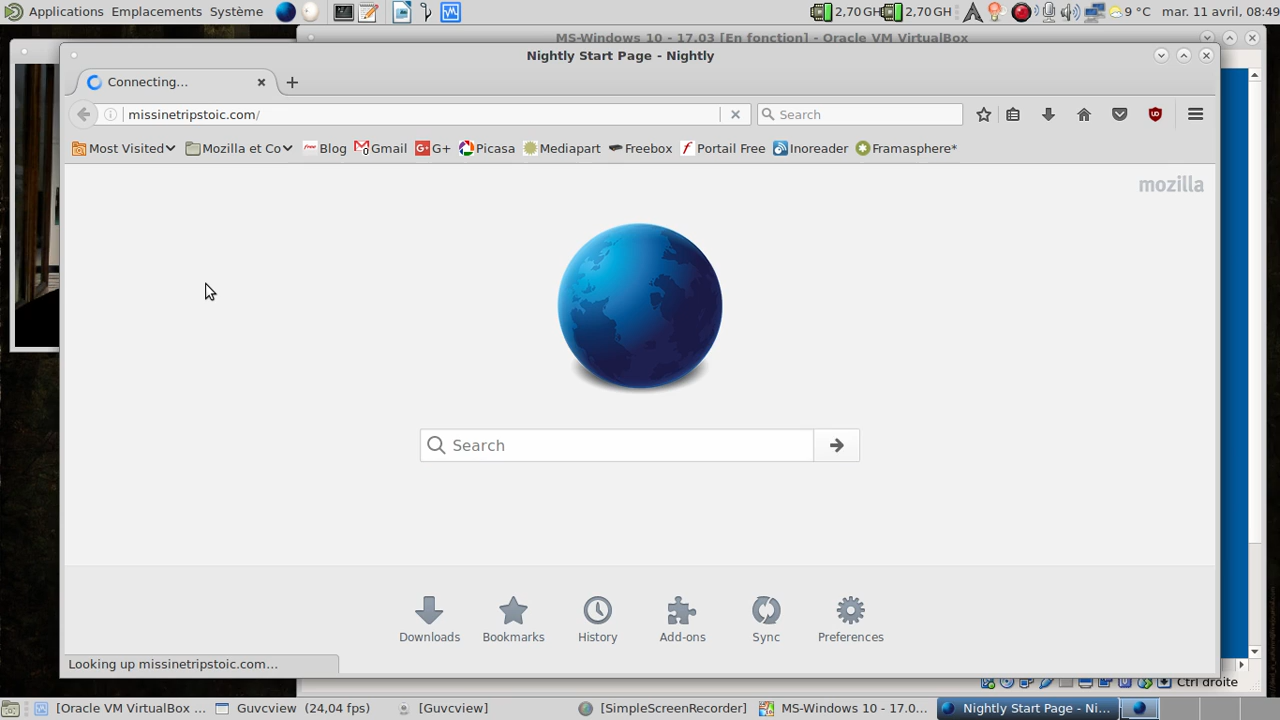 Applications Emplacements Système 2,70 GH 2,70 GH 9 °C mar. 11 avril, 08:49
MS-Windows 10 - 17.03 [En fonction] - Oracle VM VirtualBox
Nightly Start Page - Nightly
Connecting...
missinetripstoic.com/ Search
Most Visited Mozilla et Co Blog Gmail G+ Picasa Mediapart Freebox Portail Free Inoreader Framasphere*
mozilla
Search
Downloads Bookmarks History Add-ons Sync Preferences
Looking up missinetripstoic.com...
Ctrl droite
[Oracle VM VirtualBox ... Guvcview (24,04 fps) [Guvcview] [SimpleScreenRecorder] MS-Windows 10 - 17.0... Nightly Start Page - Ni...